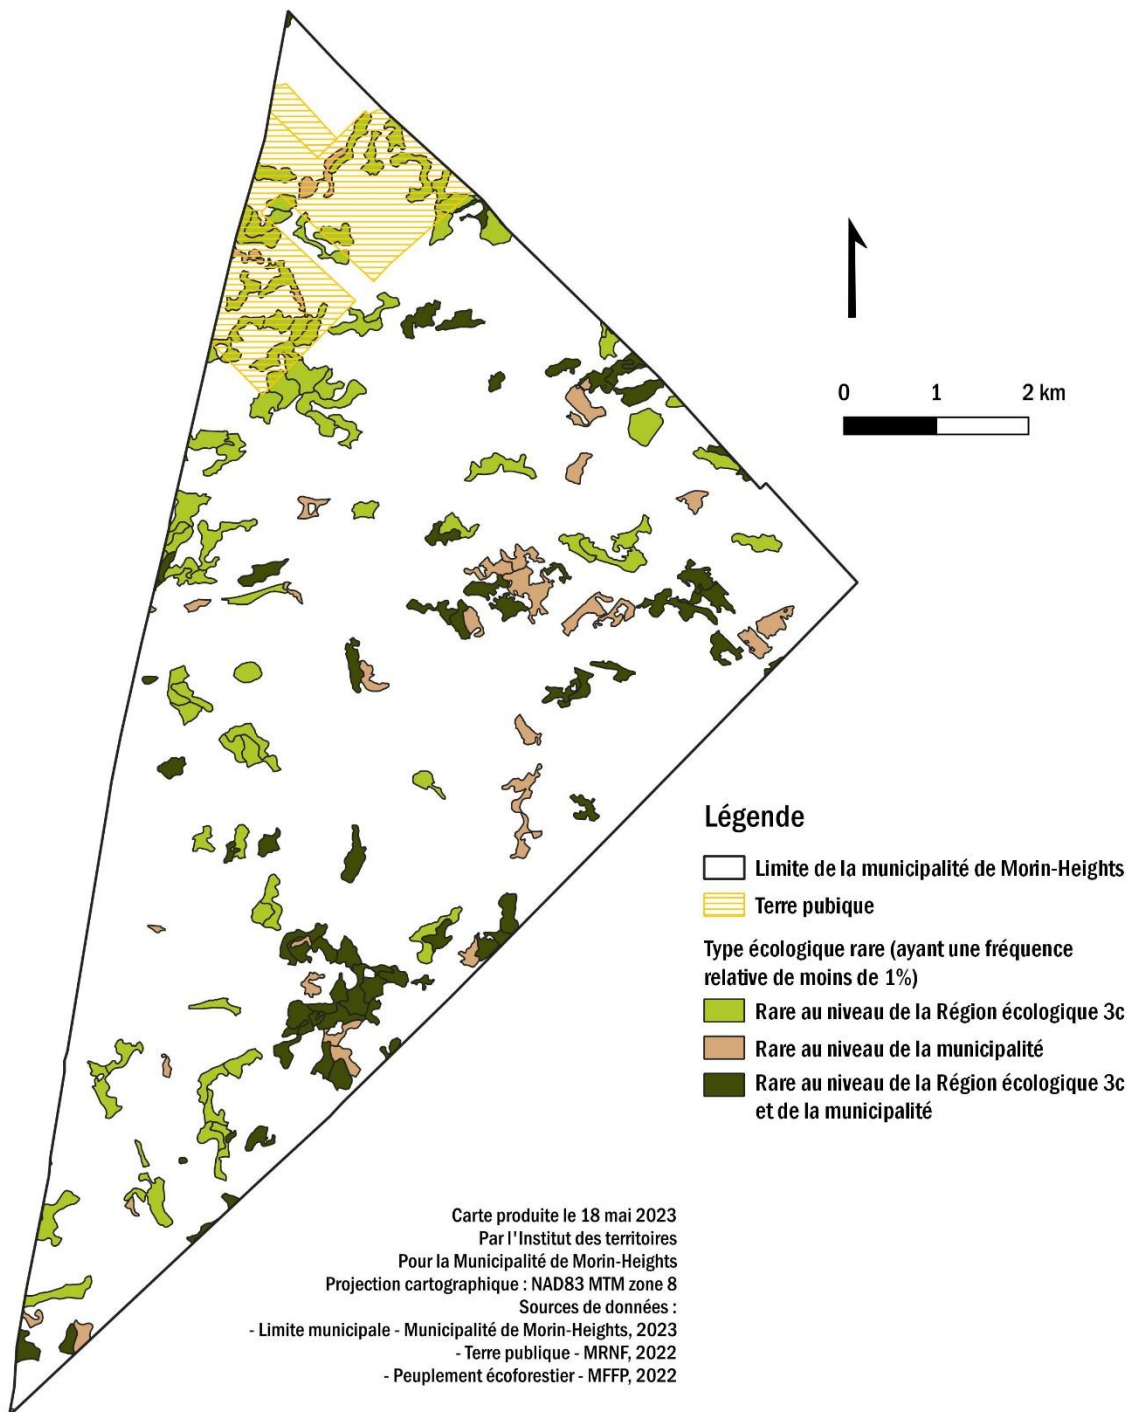 0 1 2 km
Légende
Limite de la municipalité de Morin-Heights
Terre pubique
Type écologique rare (ayant une fréquence
relative de moins de 1%)
Rare au niveau de la Région écologique 3c
Rare au niveau de la municipalité
Rare au niveau de la Région écologique 3c
et de la municipalité
Carte produite le 18 mai 2023
Par l'Institut des territoires
Pour la Municipalité de Morin-Heights
Projection cartographique : NAD83 MTM zone 8
Sources de données :
- Limite municipale - Municipalité de Morin-Heights, 2023
- Terre publique - MRNF, 2022
- Peuplement écoforestier - MFFP, 2022